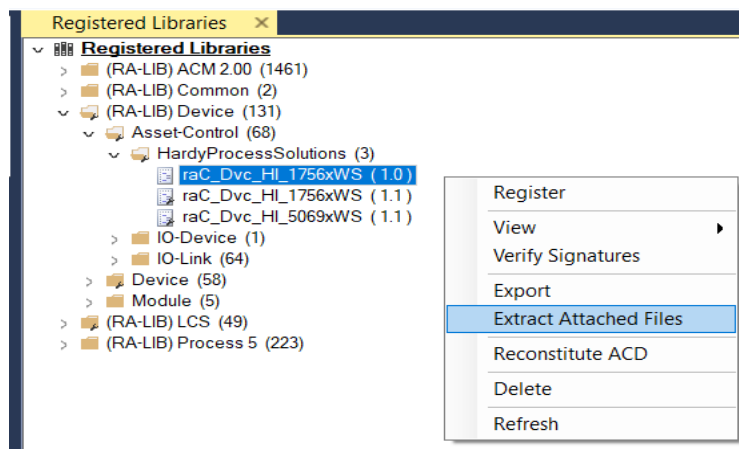 Registered Libraries ×
Registered Libraries
(RA-LIB) ACM 2.00 (1461)
(RA-LIB) Common (2)
(RA-LIB) Device (131)
Asset-Control (68)
HardyProcessSolutions (3)
raC_Dvc_HI_1756xWS ( 1.0 )
raC_Dvc_HI_1756xWS ( 1.1 )
raC_Dvc_HI_5069xWS ( 1.1 )
IO-Device (1)
IO-Link (64)
Device (58)
Module (5)
(RA-LIB) LCS (49)
(RA-LIB) Process 5 (223)
Register
View
Verify Signatures
Export
Extract Attached Files
Reconstitute ACD
Delete
Refresh